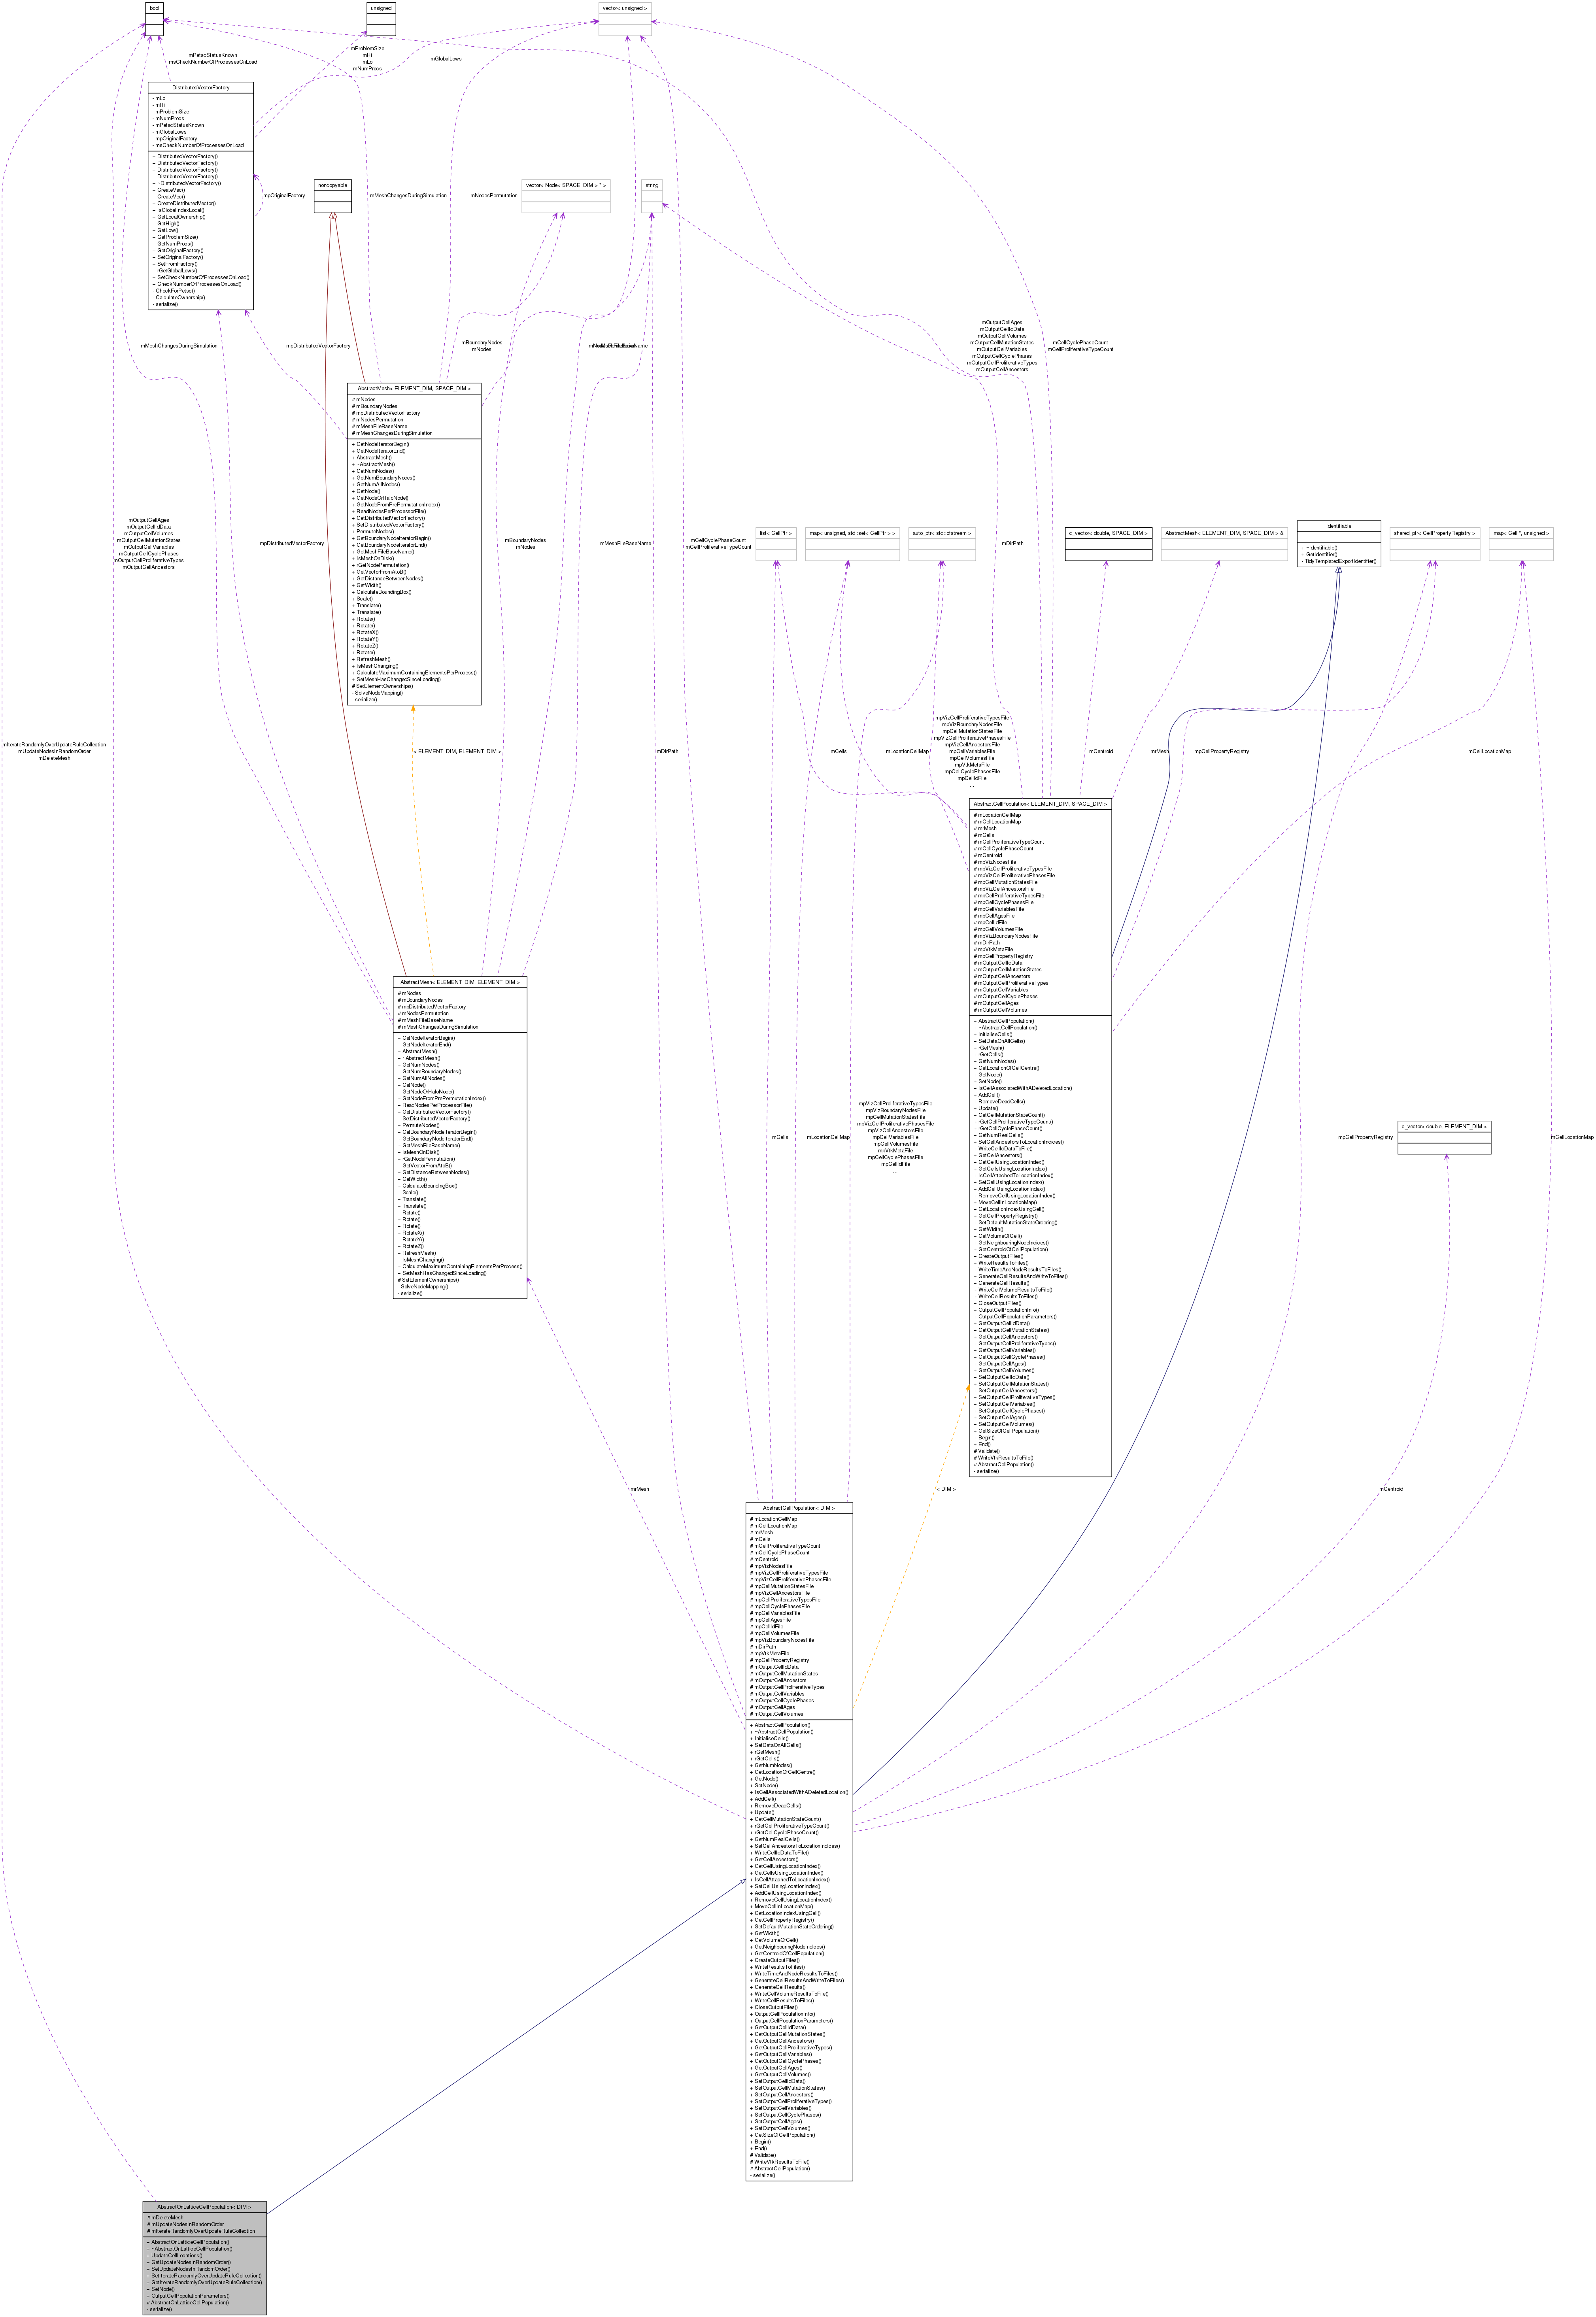 bool
unsigned
vector< unsigned >
mPetscStatusKnown
msCheckNumberOfProcessesOnLoad
mProblemSize
mHi
mLo
mNumProcs
mGlobalLows
DistributedVectorFactory
- mLo
- mHi
- mProblemSize
- mNumProcs
- mPetscStatusKnown
- mGlobalLows
- mpOriginalFactory
- msCheckNumberOfProcessesOnLoad
+ DistributedVectorFactory()
+ DistributedVectorFactory()
+ DistributedVectorFactory()
+ DistributedVectorFactory()
+ ~DistributedVectorFactory()
+ CreateVec()
+ CreateVec()
+ CreateDistributedVector()
+ IsGlobalIndexLocal()
+ GetLocalOwnership()
+ GetHigh()
+ GetLow()
+ GetProblemSize()
+ GetNumProcs()
+ GetOriginalFactory()
+ SetOriginalFactory()
+ SetFromFactory()
+ rGetGlobalLows()
+ SetCheckNumberOfProcessesOnLoad()
+ CheckNumberOfProcessesOnLoad()
- CheckForPetsc()
- CalculateOwnership()
- serialize()
mpOriginalFactory
noncopyable
mMeshChangesDuringSimulation
mNodesPermutation
vector< Node< SPACE_DIM > * >
string
mMeshChangesDuringSimulation
mpDistributedVectorFactory
mBoundaryNodes
mNodes
mOutputCellAges
mOutputCellIdData
mOutputCellVolumes
mOutputCellMutationStates
mOutputCellVariables
mOutputCellCyclePhases
mOutputCellProliferativeTypes
mOutputCellAncestors
mCellCyclePhaseCount
mCellProliferativeTypeCount
AbstractMesh< ELEMENT_DIM, SPACE_DIM >
# mNodes
# mBoundaryNodes
# mpDistributedVectorFactory
# mNodesPermutation
# mMeshFileBaseName
# mMeshChangesDuringSimulation
+ GetNodeIteratorBegin()
+ GetNodeIteratorEnd()
+ AbstractMesh()
+ ~AbstractMesh()
+ GetNumNodes()
+ GetNumBoundaryNodes()
+ GetNumAllNodes()
+ GetNode()
+ GetNodeOrHaloNode()
+ GetNodeFromPrePermutationIndex()
+ ReadNodesPerProcessorFile()
+ GetDistributedVectorFactory()
+ SetDistributedVectorFactory()
+ PermuteNodes()
+ GetBoundaryNodeIteratorBegin()
+ GetBoundaryNodeIteratorEnd()
+ GetMeshFileBaseName()
+ IsMeshOnDisk()
+ rGetNodePermutation()
+ GetVectorFromAtoB()
+ GetDistanceBetweenNodes()
+ GetWidth()
+ CalculateBoundingBox()
+ Scale()
+ Translate()
+ Translate()
+ Rotate()
+ Rotate()
+ RotateX()
+ RotateY()
+ RotateZ()
+ Rotate()
+ RefreshMesh()
+ IsMeshChanging()
+ CalculateMaximumContainingElementsPerProcess()
+ SetMeshHasChangedSinceLoading()
# SetElementOwnerships()
- SolveNodeMapping()
- serialize()
mOutputCellAges
mOutputCellIdData
mOutputCellVolumes
mOutputCellMutationStates
mOutputCellVariables
mOutputCellCyclePhases
mOutputCellProliferativeTypes
mOutputCellAncestors
mpDistributedVectorFactory
mBoundaryNodes
mNodes
mMeshFileBaseName
mCellCyclePhaseCount
mCellProliferativeTypeCount
list< CellPtr >
map< unsigned, std::set< CellPtr > >
auto_ptr< std::ofstream >
mDirPath
c_vector< double, SPACE_DIM >
AbstractMesh< ELEMENT_DIM, SPACE_DIM > &
Identifiable
+ ~Identifiable()
+ GetIdentifier()
- TidyTemplatedExportIdentifier()
shared_ptr< CellPropertyRegistry >
map< Cell *, unsigned >
mIterateRandomlyOverUpdateRuleCollection
mUpdateNodesInRandomOrder
mDeleteMesh
< ELEMENT_DIM, ELEMENT_DIM >
mDirPath
mCells
mLocationCellMap
mpVizCellProliferativeTypesFile
mpVizBoundaryNodesFile
mpCellMutationStatesFile
mpVizCellProliferativePhasesFile
mpVizCellAncestorsFile
mpCellVariablesFile
mpCellVolumesFile
mpVtkMetaFile
mpCellCyclePhasesFile
mpCellIdFile
...
mCentroid
mrMesh
mpCellPropertyRegistry
mCellLocationMap
AbstractCellPopulation< ELEMENT_DIM, SPACE_DIM >
# mLocationCellMap
# mCellLocationMap
# mrMesh
# mCells
# mCellProliferativeTypeCount
# mCellCyclePhaseCount
# mCentroid
# mpVizNodesFile
# mpVizCellProliferativeTypesFile
# mpVizCellProliferativePhasesFile
# mpCellMutationStatesFile
# mpVizCellAncestorsFile
# mpCellProliferativeTypesFile
# mpCellCyclePhasesFile
# mpCellVariablesFile
# mpCellAgesFile
# mpCellIdFile
# mpCellVolumesFile
# mpVizBoundaryNodesFile
# mDirPath
# mpVtkMetaFile
# mpCellPropertyRegistry
# mOutputCellIdData
# mOutputCellMutationStates
# mOutputCellAncestors
# mOutputCellProliferativeTypes
# mOutputCellVariables
# mOutputCellCyclePhases
# mOutputCellAges
# mOutputCellVolumes
+ AbstractCellPopulation()
+ ~AbstractCellPopulation()
+ InitialiseCells()
+ SetDataOnAllCells()
+ rGetMesh()
+ rGetCells()
+ GetNumNodes()
+ GetLocationOfCellCentre()
+ GetNode()
+ SetNode()
+ IsCellAssociatedWithADeletedLocation()
+ AddCell()
+ RemoveDeadCells()
+ Update()
+ GetCellMutationStateCount()
+ rGetCellProliferativeTypeCount()
+ rGetCellCyclePhaseCount()
+ GetNumRealCells()
+ SetCellAncestorsToLocationIndices()
+ WriteCellIdDataToFile()
+ GetCellAncestors()
+ GetCellUsingLocationIndex()
+ GetCellsUsingLocationIndex()
+ IsCellAttachedToLocationIndex()
+ SetCellUsingLocationIndex()
+ AddCellUsingLocationIndex()
+ RemoveCellUsingLocationIndex()
+ MoveCellInLocationMap()
+ GetLocationIndexUsingCell()
+ GetCellPropertyRegistry()
+ SetDefaultMutationStateOrdering()
+ GetWidth()
+ GetVolumeOfCell()
+ GetNeighbouringNodeIndices()
+ GetCentroidOfCellPopulation()
+ CreateOutputFiles()
+ WriteResultsToFiles()
+ WriteTimeAndNodeResultsToFiles()
+ GenerateCellResultsAndWriteToFiles()
+ GenerateCellResults()
+ WriteCellVolumeResultsToFile()
+ WriteCellResultsToFiles()
+ CloseOutputFiles()
+ OutputCellPopulationInfo()
+ OutputCellPopulationParameters()
+ GetOutputCellIdData()
+ GetOutputCellMutationStates()
+ GetOutputCellAncestors()
+ GetOutputCellProliferativeTypes()
+ GetOutputCellVariables()
+ GetOutputCellCyclePhases()
+ GetOutputCellAges()
+ GetOutputCellVolumes()
+ SetOutputCellIdData()
+ SetOutputCellMutationStates()
+ SetOutputCellAncestors()
+ SetOutputCellProliferativeTypes()
+ SetOutputCellVariables()
+ SetOutputCellCyclePhases()
+ SetOutputCellAges()
+ SetOutputCellVolumes()
+ GetSizeOfCellPopulation()
+ Begin()
+ End()
# Validate()
# WriteVtkResultsToFile()
# AbstractCellPopulation()
- serialize()
AbstractMesh< ELEMENT_DIM, ELEMENT_DIM >
# mNodes
# mBoundaryNodes
# mpDistributedVectorFactory
# mNodesPermutation
# mMeshFileBaseName
# mMeshChangesDuringSimulation
+ GetNodeIteratorBegin()
+ GetNodeIteratorEnd()
+ AbstractMesh()
+ ~AbstractMesh()
+ GetNumNodes()
+ GetNumBoundaryNodes()
+ GetNumAllNodes()
+ GetNode()
+ GetNodeOrHaloNode()
+ GetNodeFromPrePermutationIndex()
+ ReadNodesPerProcessorFile()
+ GetDistributedVectorFactory()
+ SetDistributedVectorFactory()
+ PermuteNodes()
+ GetBoundaryNodeIteratorBegin()
+ GetBoundaryNodeIteratorEnd()
+ GetMeshFileBaseName()
+ IsMeshOnDisk()
+ rGetNodePermutation()
+ GetVectorFromAtoB()
+ GetDistanceBetweenNodes()
+ GetWidth()
+ CalculateBoundingBox()
+ Scale()
+ Translate()
+ Translate()
+ Rotate()
+ Rotate()
+ Rotate()
+ RotateX()
+ RotateY()
+ RotateZ()
+ RefreshMesh()
+ IsMeshChanging()
+ CalculateMaximumContainingElementsPerProcess()
+ SetMeshHasChangedSinceLoading()
# SetElementOwnerships()
- SolveNodeMapping()
- serialize()
mCells
mLocationCellMap
mpVizCellProliferativeTypesFile
mpVizBoundaryNodesFile
mpCellMutationStatesFile
mpVizCellProliferativePhasesFile
mpVizCellAncestorsFile
mpCellVariablesFile
mpCellVolumesFile
mpVtkMetaFile
mpCellCyclePhasesFile
mpCellIdFile
...
mpCellPropertyRegistry
c_vector< double, ELEMENT_DIM >
mCellLocationMap
mrMesh
< DIM >
mCentroid
AbstractCellPopulation< DIM >
# mLocationCellMap
# mCellLocationMap
# mrMesh
# mCells
# mCellProliferativeTypeCount
# mCellCyclePhaseCount
# mCentroid
# mpVizNodesFile
# mpVizCellProliferativeTypesFile
# mpVizCellProliferativePhasesFile
# mpCellMutationStatesFile
# mpVizCellAncestorsFile
# mpCellProliferativeTypesFile
# mpCellCyclePhasesFile
# mpCellVariablesFile
# mpCellAgesFile
# mpCellIdFile
# mpCellVolumesFile
# mpVizBoundaryNodesFile
# mDirPath
# mpVtkMetaFile
# mpCellPropertyRegistry
# mOutputCellIdData
# mOutputCellMutationStates
# mOutputCellAncestors
# mOutputCellProliferativeTypes
# mOutputCellVariables
# mOutputCellCyclePhases
# mOutputCellAges
# mOutputCellVolumes
+ AbstractCellPopulation()
+ ~AbstractCellPopulation()
+ InitialiseCells()
+ SetDataOnAllCells()
+ rGetMesh()
+ rGetCells()
+ GetNumNodes()
+ GetLocationOfCellCentre()
+ GetNode()
+ SetNode()
+ IsCellAssociatedWithADeletedLocation()
+ AddCell()
+ RemoveDeadCells()
+ Update()
+ GetCellMutationStateCount()
+ rGetCellProliferativeTypeCount()
+ rGetCellCyclePhaseCount()
+ GetNumRealCells()
+ SetCellAncestorsToLocationIndices()
+ WriteCellIdDataToFile()
+ GetCellAncestors()
+ GetCellUsingLocationIndex()
+ GetCellsUsingLocationIndex()
+ IsCellAttachedToLocationIndex()
+ SetCellUsingLocationIndex()
+ AddCellUsingLocationIndex()
+ RemoveCellUsingLocationIndex()
+ MoveCellInLocationMap()
+ GetLocationIndexUsingCell()
+ GetCellPropertyRegistry()
+ SetDefaultMutationStateOrdering()
+ GetWidth()
+ GetVolumeOfCell()
+ GetNeighbouringNodeIndices()
+ GetCentroidOfCellPopulation()
+ CreateOutputFiles()
+ WriteResultsToFiles()
+ WriteTimeAndNodeResultsToFiles()
+ GenerateCellResultsAndWriteToFiles()
+ GenerateCellResults()
+ WriteCellVolumeResultsToFile()
+ WriteCellResultsToFiles()
+ CloseOutputFiles()
+ OutputCellPopulationInfo()
+ OutputCellPopulationParameters()
+ GetOutputCellIdData()
+ GetOutputCellMutationStates()
+ GetOutputCellAncestors()
+ GetOutputCellProliferativeTypes()
+ GetOutputCellVariables()
+ GetOutputCellCyclePhases()
+ GetOutputCellAges()
+ GetOutputCellVolumes()
+ SetOutputCellIdData()
+ SetOutputCellMutationStates()
+ SetOutputCellAncestors()
+ SetOutputCellProliferativeTypes()
+ SetOutputCellVariables()
+ SetOutputCellCyclePhases()
+ SetOutputCellAges()
+ SetOutputCellVolumes()
+ GetSizeOfCellPopulation()
+ Begin()
+ End()
# Validate()
# WriteVtkResultsToFile()
# AbstractCellPopulation()
- serialize()
AbstractOnLatticeCellPopulation< DIM >
# mDeleteMesh
# mUpdateNodesInRandomOrder
# mIterateRandomlyOverUpdateRuleCollection
+ AbstractOnLatticeCellPopulation()
+ ~AbstractOnLatticeCellPopulation()
+ UpdateCellLocations()
+ GetUpdateNodesInRandomOrder()
+ SetUpdateNodesInRandomOrder()
+ SetIterateRandomlyOverUpdateRuleCollection()
+ GetIterateRandomlyOverUpdateRuleCollection()
+ SetNode()
+ OutputCellPopulationParameters()
# AbstractOnLatticeCellPopulation()
- serialize()